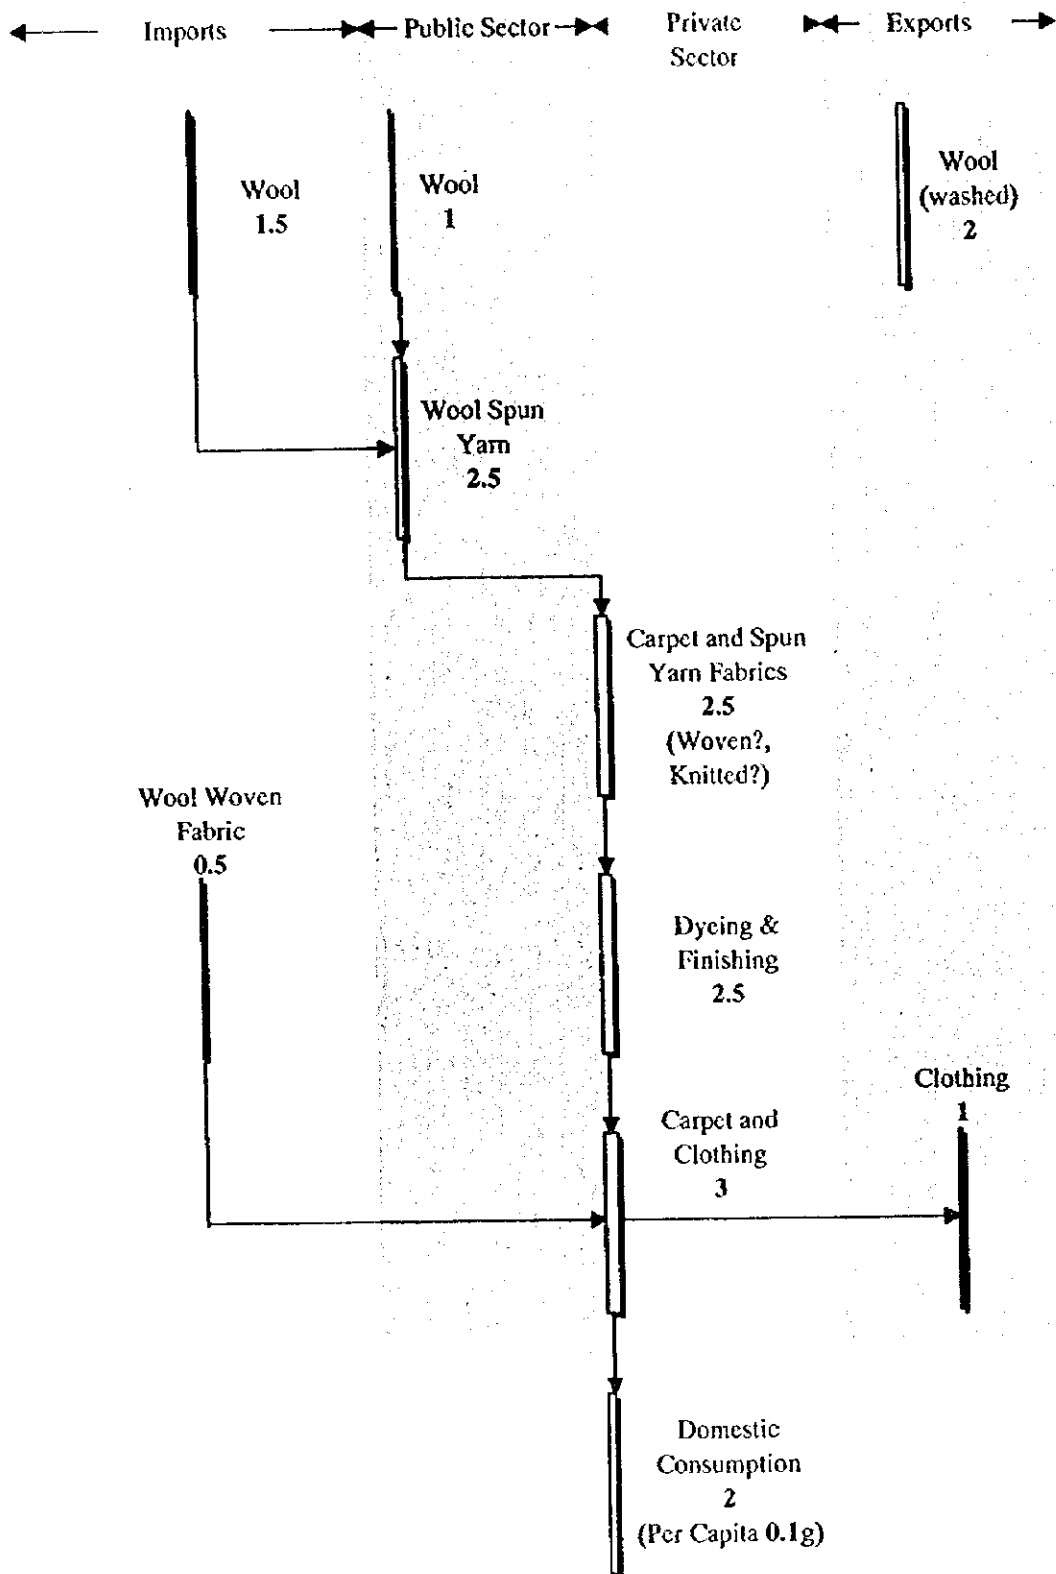 Imports
Public Sector
Private
Sector
Exports
Wool
1.5
Wool
1
Wool
(washed)
2
Wool Spun
Yarn
2.5
Carpet and Spun
Yarn Fabrics
2.5
(Woven?,
Knitted?)
Wool Woven
Fabric
0.5
Dyeing &
Finishing
2.5
Clothing
1
Carpet and
Clothing
3
Domestic
Consumption
2
(Per Capita 0.1g)